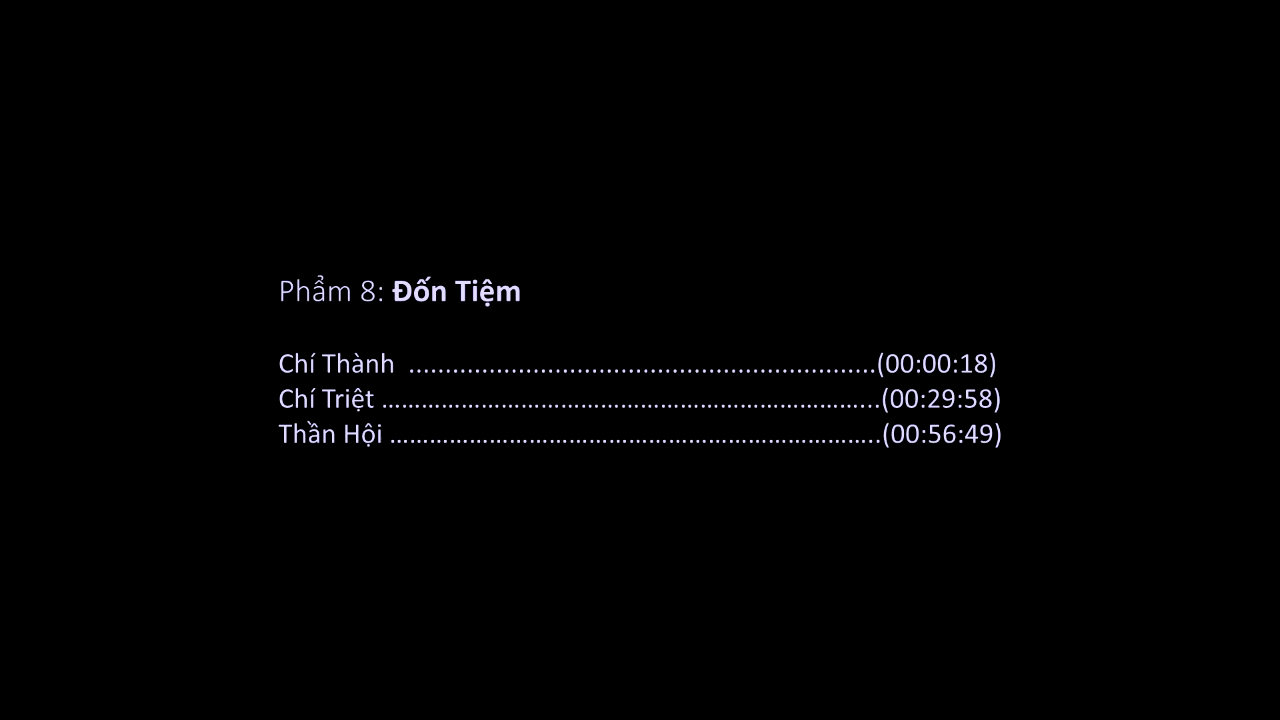 Phẩm 8: Đốn Tiệm
Chí Thành ................................................................(00:00:18)
Chí Triệt …………………………………………………………………...(00:29:58)
Thần Hội …………………………………………………………………..(00:56:49)